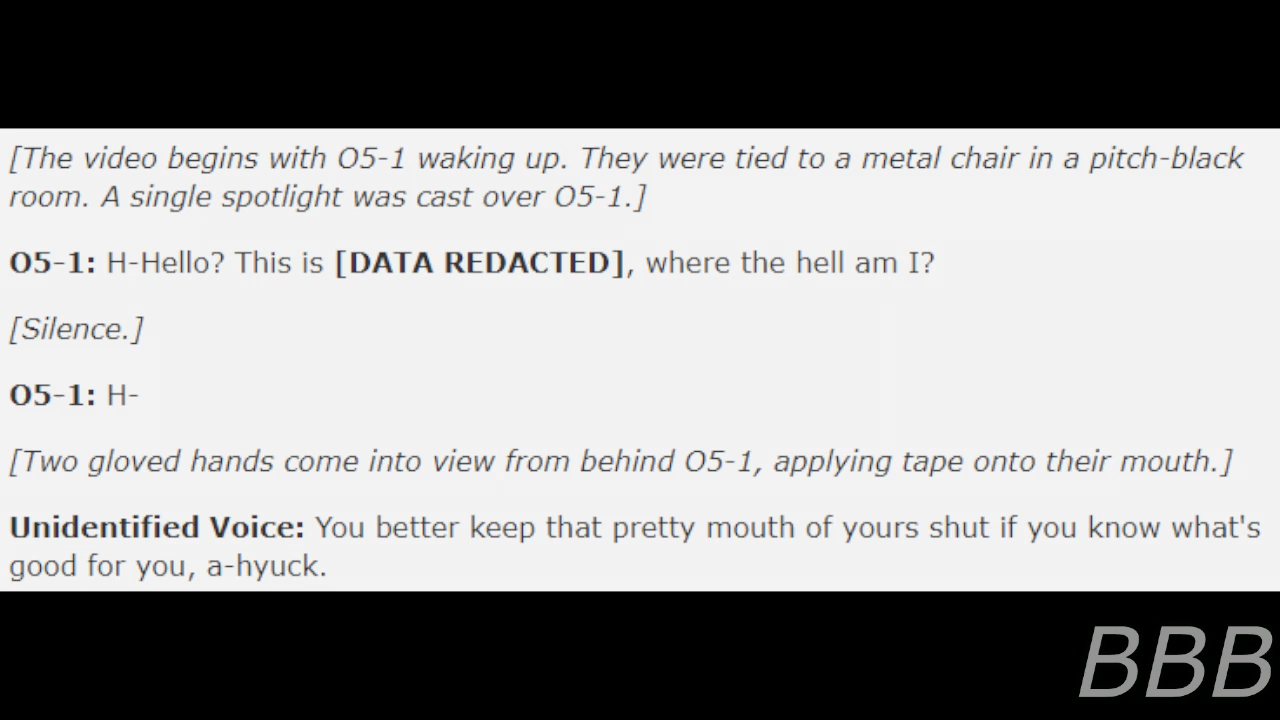 [The video begins with O5-1 waking up. They were tied to a metal chair in a pitch-black
room. A single spotlight was cast over O5-1.]
O5-1: H-Hello? This is [DATA REDACTED], where the hell am I?
[Silence.]
O5-1: H-
[Two gloved hands come into view from behind O5-1, applying tape onto their mouth.]
Unidentified Voice: You better keep that pretty mouth of yours shut if you know what's
good for you, a-hyuck.
BBB